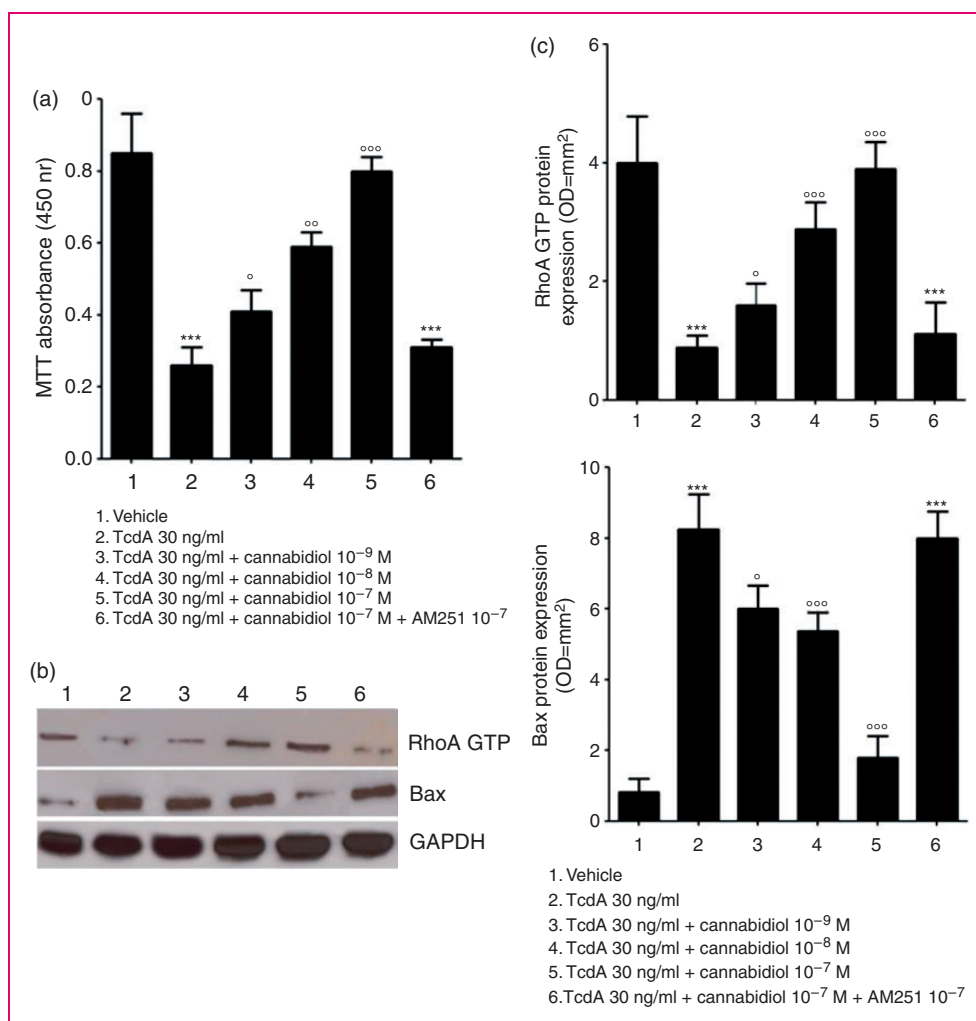 (a)
MTT absorbance (450 nr)
0
0.8
0.6
0.4
0.2
0.0
***
°
°°
°°°
***
1 2 3 4 5 6
1. Vehicle
2. TcdA 30 ng/ml
3. TcdA 30 ng/ml + cannabidiol 10⁻⁹ M
4. TcdA 30 ng/ml + cannabidiol 10⁻⁸ M
5. TcdA 30 ng/ml + cannabidiol 10⁻⁷ M
6. TcdA 30 ng/ml + cannabidiol 10⁻⁷ M + AM251 10⁻⁷
(b)
1 2 3 4 5 6
RhoA GTP
Bax
GAPDH
(c)
RhoA GTP protein
expression (OD=mm²)
6
4
2
0
***
°
°°°
°°°
***
1 2 3 4 5 6
Bax protein expression
(OD=mm²)
10
8
6
4
2
0
***
°
°°°
°°°
***
1 2 3 4 5 6
1. Vehicle
2. TcdA 30 ng/ml
3. TcdA 30 ng/ml + cannabidiol 10⁻⁹ M
4. TcdA 30 ng/ml + cannabidiol 10⁻⁸ M
5. TcdA 30 ng/ml + cannabidiol 10⁻⁷ M
6.TcdA 30 ng/ml + cannabidiol 10⁻⁷ M + AM251 10⁻⁷